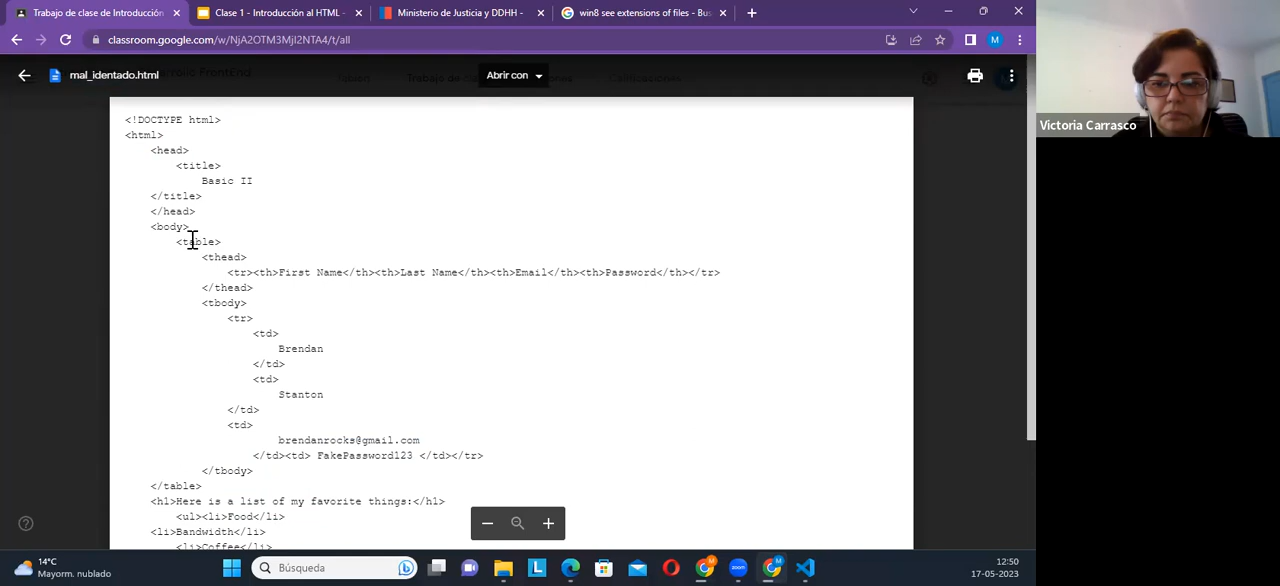 Trabajo de clase de Introducción
Clase 1 - Introducción al HTML -
Ministerio de Justicia y DDHH -
win8 see extensions of files - Bus
classroom.google.com/w/NjA2OTM3MjI2NTA4/t/all
M
mal_identado.html
Abrir con
<!DOCTYPE html>
<html>
<head>
<title>
Basic II
</title>
</head>
<body>
<table>
<thead>
<tr><th>First Name</th><th>Last Name</th><th>Email</th><th>Password</th></tr>
</thead>
<tbody>
<tr>
<td>
Brendan
</td>
<td>
Stanton
</td>
<td>
brendanrocks@gmail.com
</td><td> FakePassword123 </td></tr>
</tbody>
</table>
<h1>Here is a list of my favorite things:</h1>
<ul><li>Food</li>
<li>Bandwidth</li>
<li>Coffee</li>
Victoria Carrasco
14°C
Mayorm. nublado
Búsqueda
zoom
12:50
17-05-2023